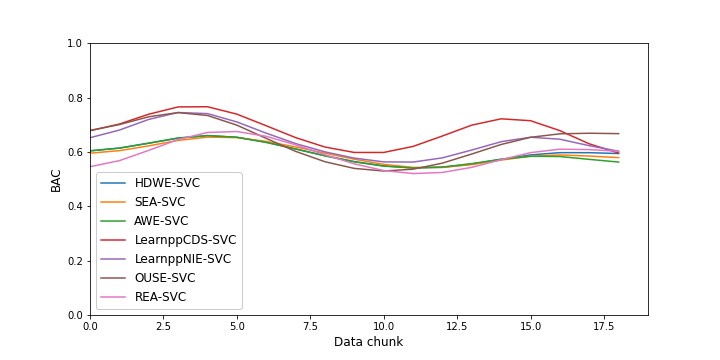 1.0
0.8
0.6
0.4
0.2
0.0
BAC
HDWE-SVC
SEA-SVC
AWE-SVC
LearnppCDS-SVC
LearnppNIE-SVC
OUSE-SVC
REA-SVC
0.0 2.5 5.0 7.5 10.0 12.5 15.0 17.5
Data chunk